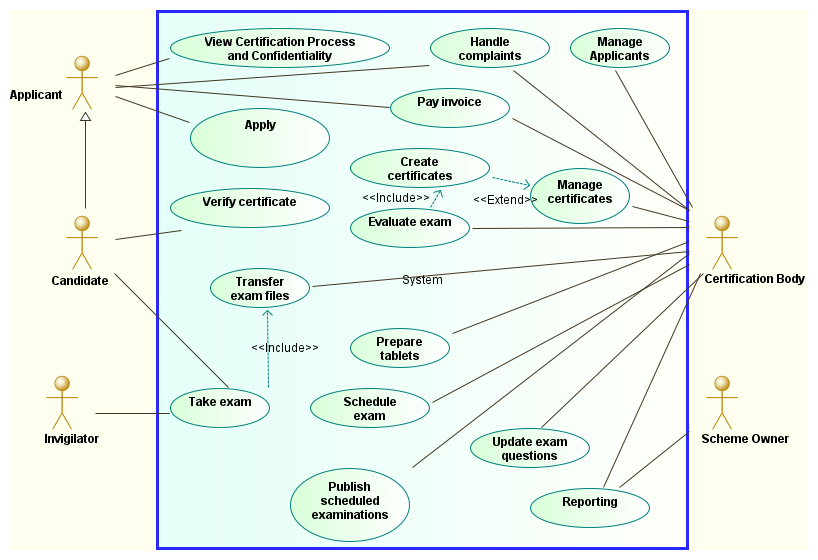 View Certification Process
and Confidentiality
Handle
complaints
Manage
Applicants
Applicant
Pay invoice
Apply
Create
certificates
<<Include>>
<<Extend>>
Manage
certificates
Verify certificate
Evaluate exam
Candidate
Transfer
exam files
System
Certification Body
<<Include>>
Prepare
tablets
Take exam
Schedule
exam
Invigilator
Update exam
questions
Scheme Owner
Publish
scheduled
examinations
Reporting